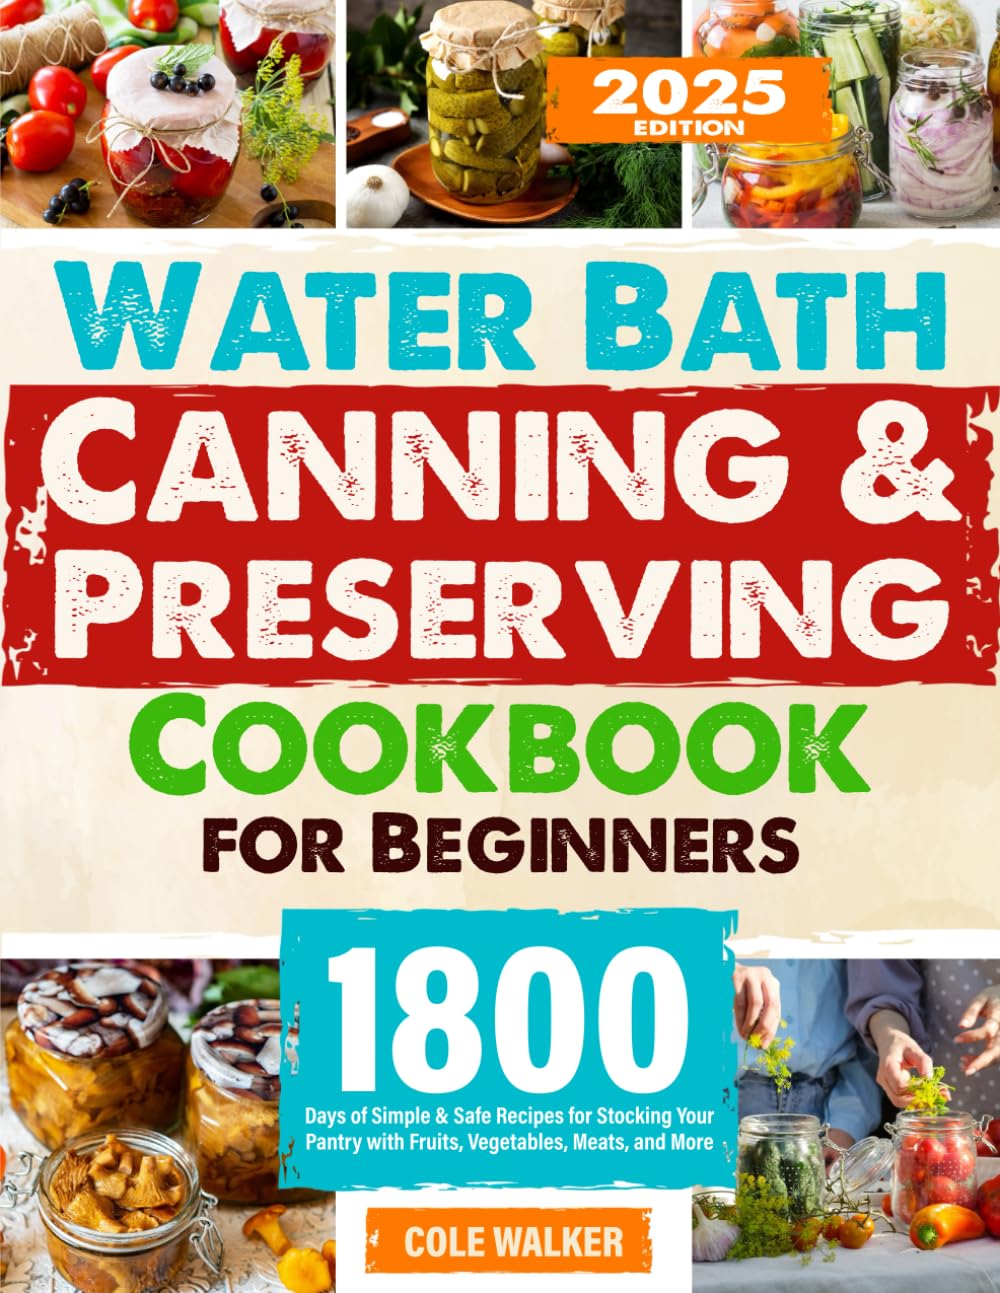 2025
EDITION
WATER BATH
CANNING &
PRESERVING
COOKBOOK
FOR BEGINNERS
1800
Days of Simple & Safe Recipes for Stocking Your
Pantry with Fruits, Vegetables, Meats, and More
COLE WALKER